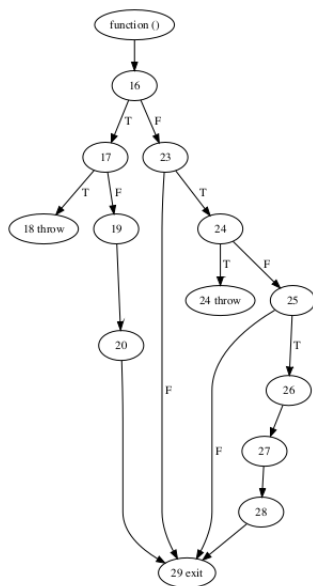 function ()
16
T
F
17
23
T
F
T
18 throw
19
24
T
F
24 throw
25
20
T
26
F
F
27
28
29 exit